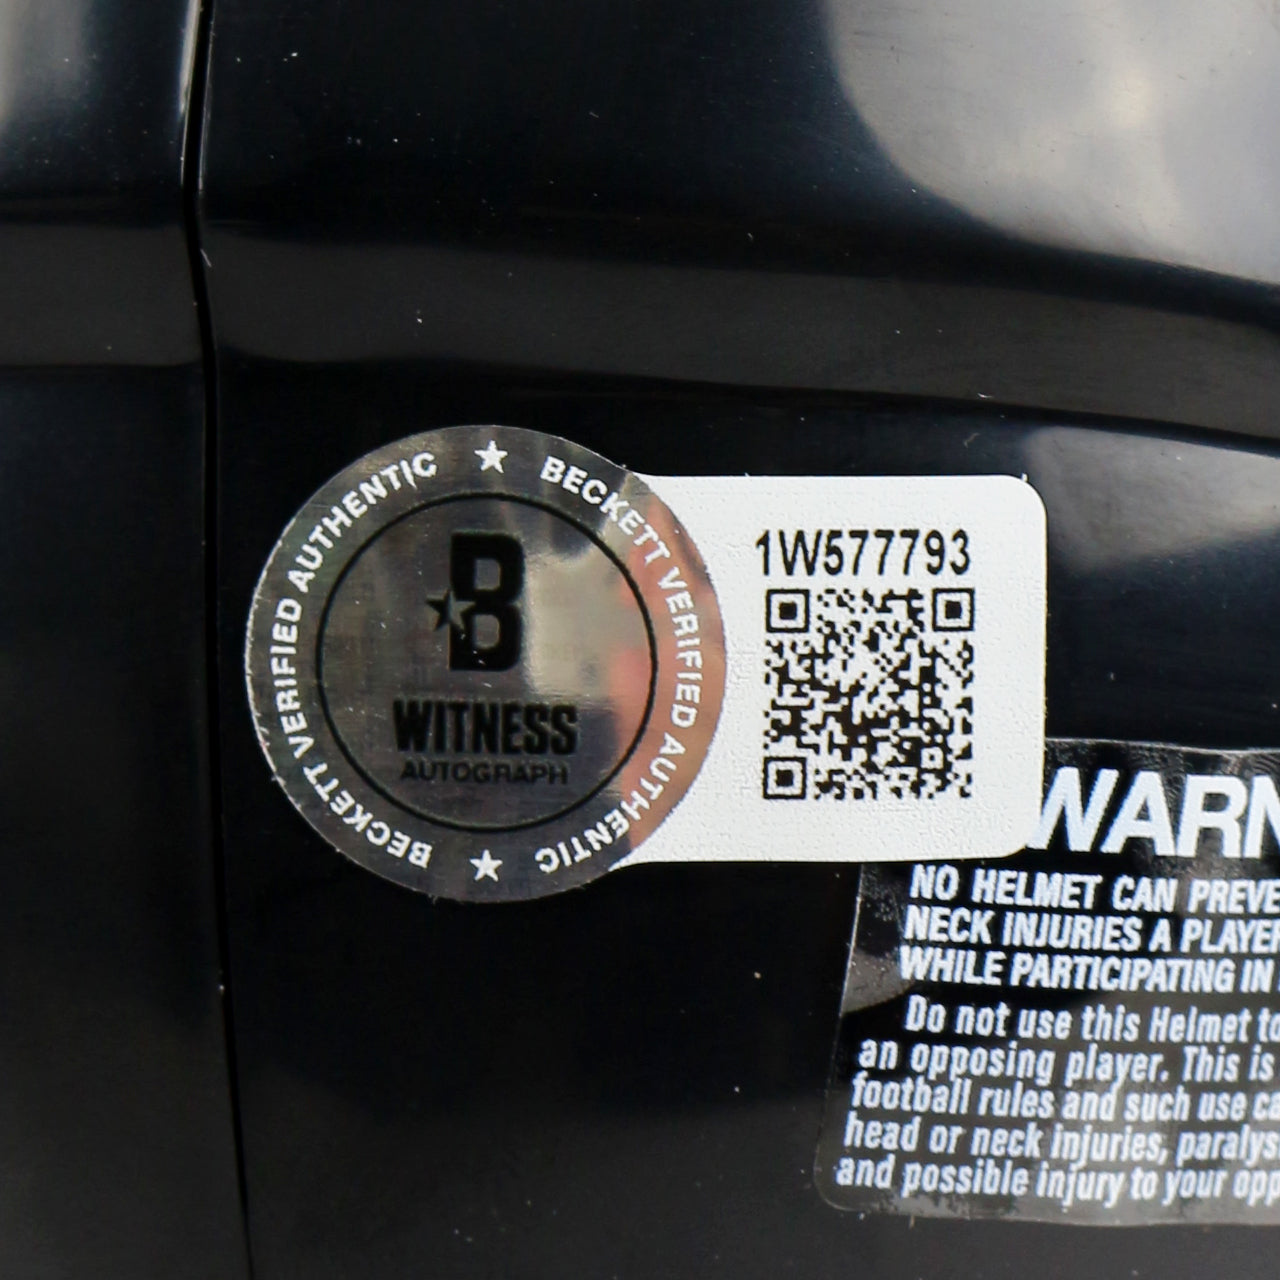 ★ BECKETT VERIFIED AUTHENTIC ★ BECKETT VERIFIED AUTHENTIC
B
WITNESS
AUTOGRAPH
1W577793
WARN
NO HELMET CAN PREVE
NECK INJURIES A PLAYER
WHILE PARTICIPATING IN
Do not use this Helmet to
an opposing player. This is
football rules and such use ca
head or neck injuries, paralys
and possible injury to your opp